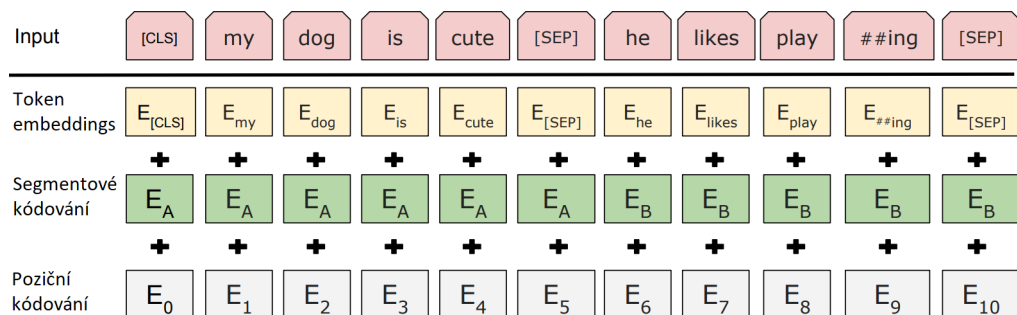 Input [CLS] my dog is cute [SEP] he likes play ##ing [SEP]
Token embeddings E[CLS] Emy Edog Eis Ecute E[SEP] Ehe Elikes Eplay E##ing E[SEP]
+ + + + + + + + + + +
Segmentové kódování EA EA EA EA EA EA EB EB EB EB EB
+ + + + + + + + + + +
Poziční kódování E0 E1 E2 E3 E4 E5 E6 E7 E8 E9 E10